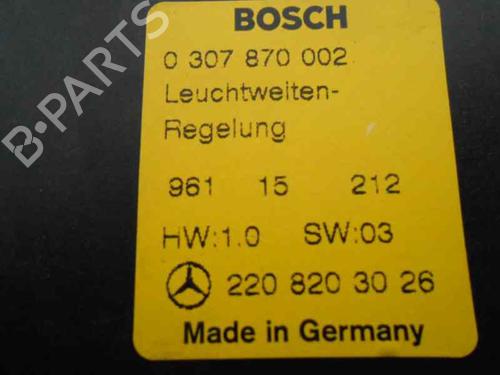 BOSCH
0 307 870 002
Leuchtweiten-
Regelung
961 15 212
HW:1.0 SW:03
220 820 30 26
Made in Germany
B-PARTS